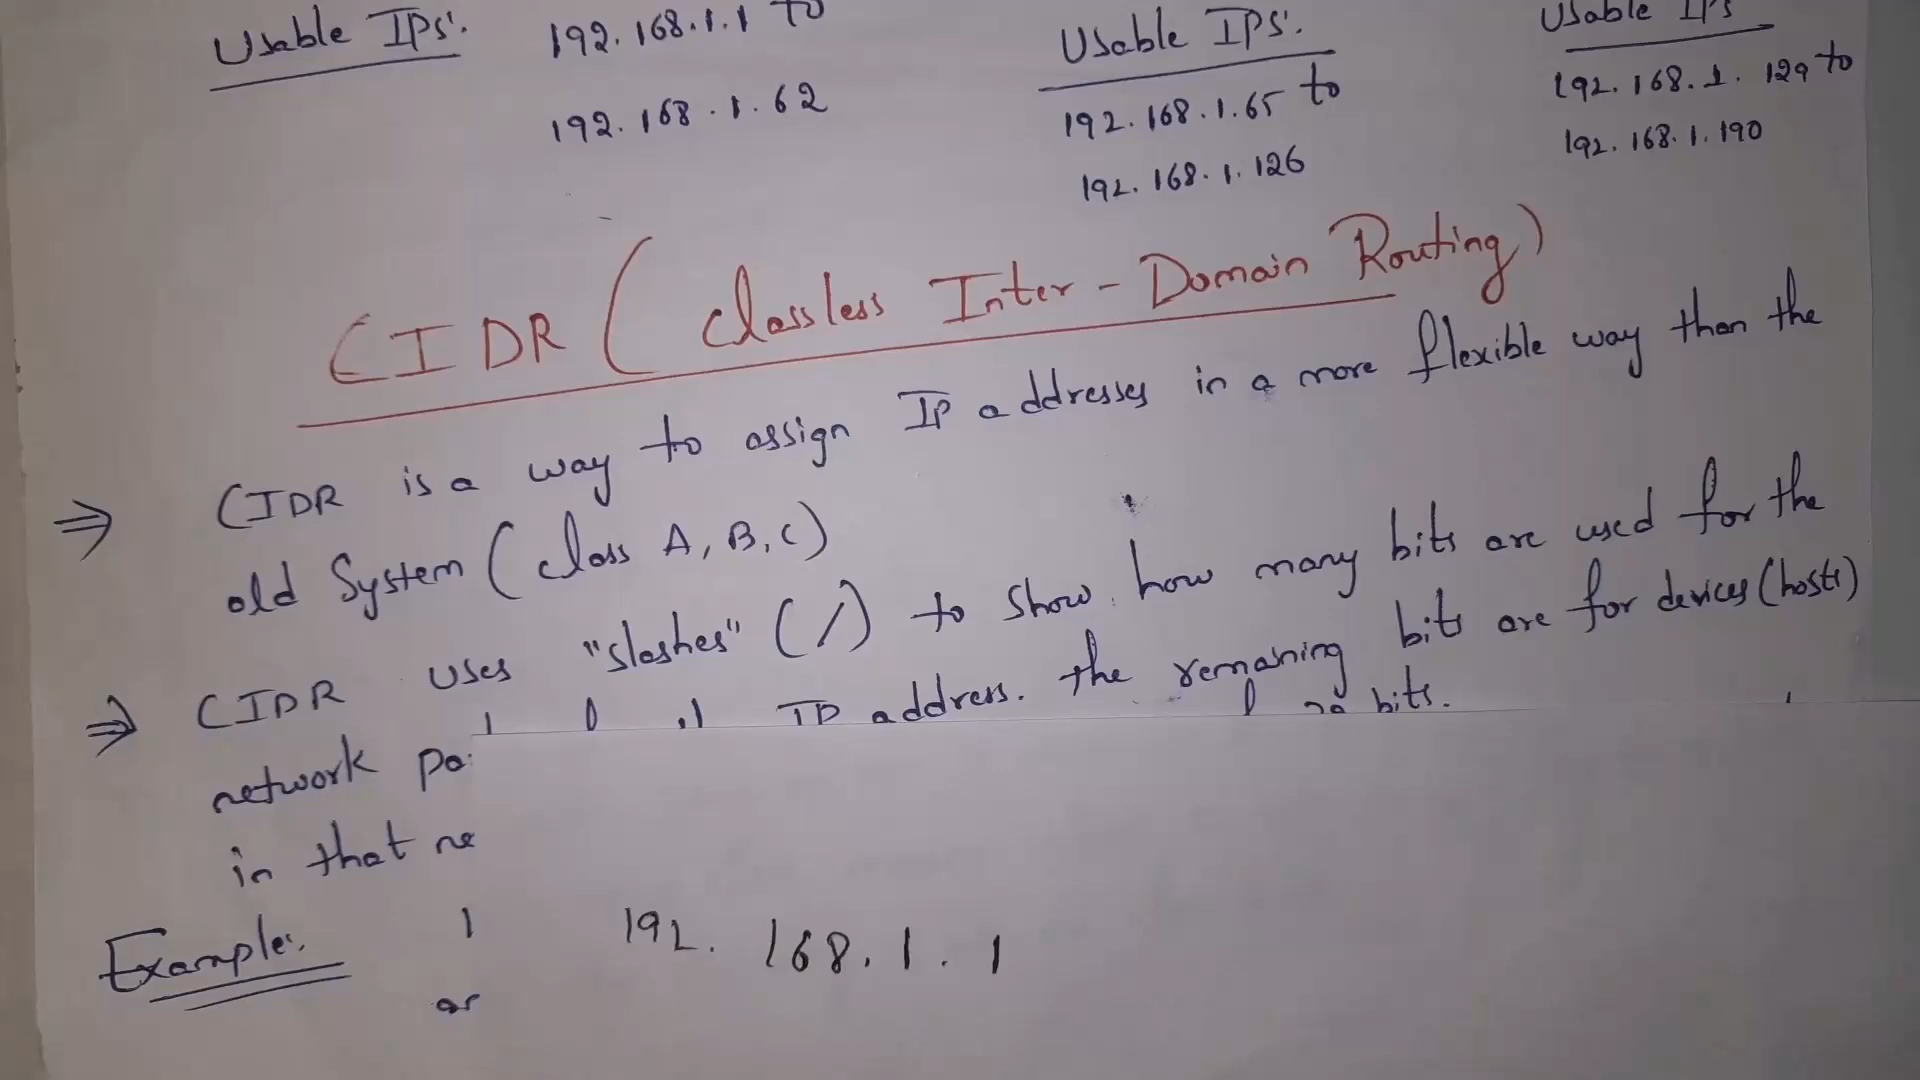 Usable IPs: 192.168.1.1 to
192.168.1.62
Usable IPs:
192.168.1.65 to
192.168.1.126
Usable IPs
192.168.1.129 to
192.168.1.190
CIDR (Classless Inter-Domain Routing)
⇒ CIDR is a way to assign IP addresses in a more flexible way than the
old System (class A, B, C)
⇒ CIDR uses "slashes" (/) to show how many bits are used for the
network IP address. the remaining bits are for devices (hosts)
in that bits.
Example:
192.168.1.1